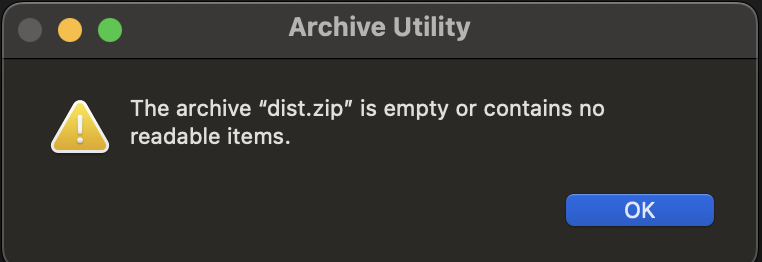 Archive Utility
The archive “dist.zip” is empty or contains no
readable items.
OK